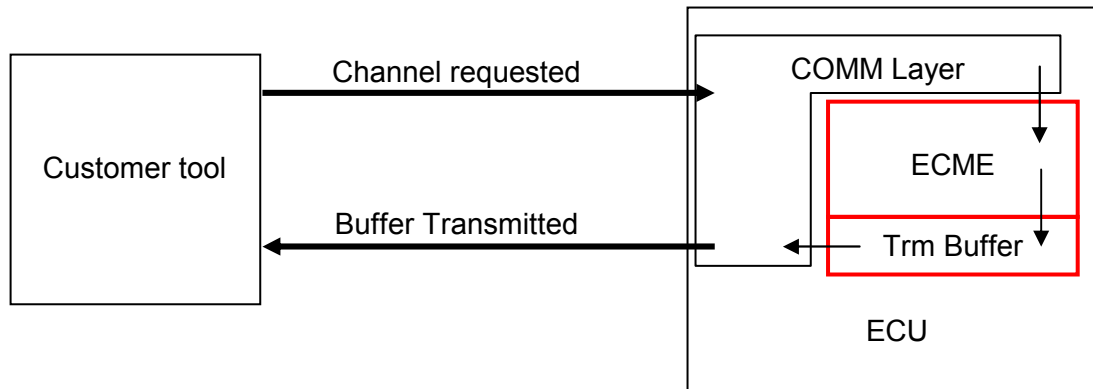 Channel requested
COMM Layer
Customer tool
ECME
Buffer Transmitted
Trm Buffer
ECU